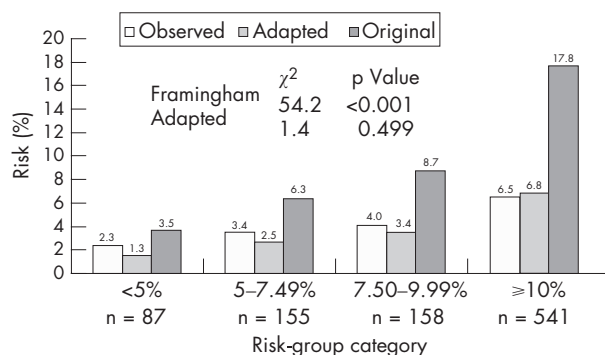 Observed Adapted Original
20
18
16
14
12
10
8
6
4
2
0
Risk (%)
χ² p Value
Framingham 54.2 <0.001
Adapted 1.4 0.499
2.3 1.3 3.5
3.4 2.5 6.3
4.0 3.4 8.7
6.5 6.8 17.8
<5% 5–7.49% 7.50–9.99% ≥10%
n = 87 n = 155 n = 158 n = 541
Risk-group category